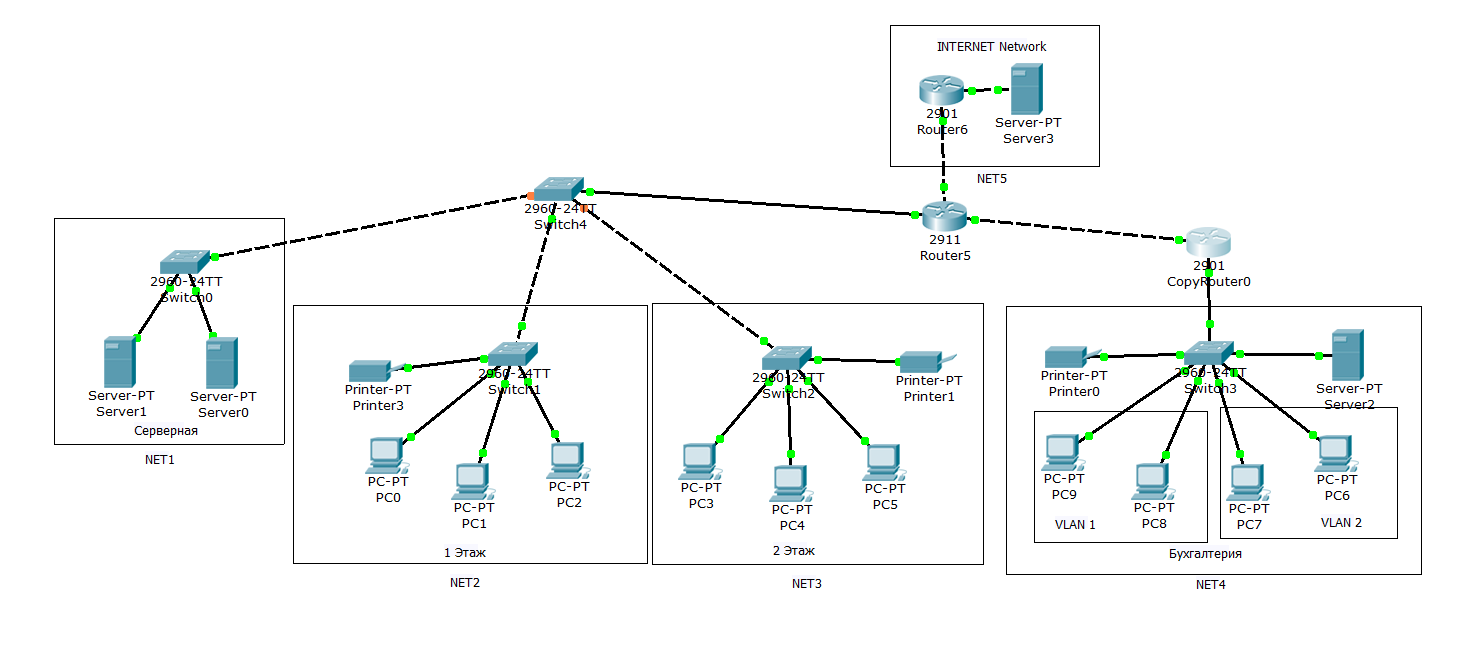 INTERNET Network
2901
Router6
Server-PT
Server3
NET5
2960-24TT
Switch4
2911
Router5
2901
CopyRouter0
2960-24TT
Switch0
Server-PT
Server1
Server-PT
Server0
Серверная
NET1
2960-24TT
Switch1
Printer-PT
Printer3
PC-PT
PC0
PC-PT
PC1
PC-PT
PC2
1 Этаж
NET2
2960-24TT
Switch2
Printer-PT
Printer1
PC-PT
PC3
PC-PT
PC4
PC-PT
PC5
2 Этаж
NET3
2960-24TT
Switch3
Printer-PT
Printer0
Server-PT
Server2
PC-PT
PC9
PC-PT
PC8
VLAN 1
PC-PT
PC7
PC-PT
PC6
VLAN 2
Бухгалтерия
NET4